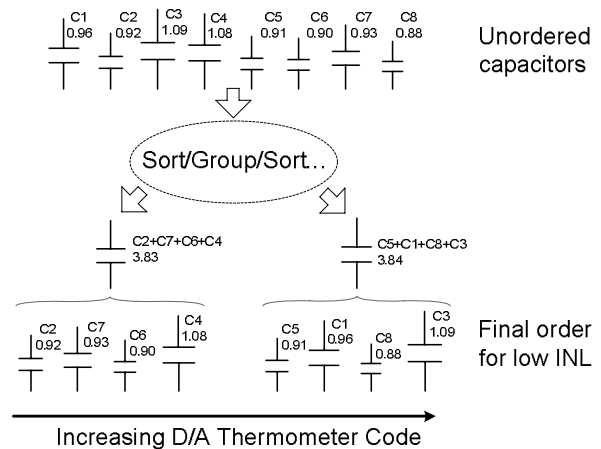 C1 C2 C3 C4 C5 C6 C7 C8
0.96 0.92 1.09 1.08 0.91 0.90 0.93 0.88
Unordered
capacitors
Sort/Group/Sort...
C2+C7+C6+C4
3.83
C5+C1+C8+C3
3.84
C2 C7 C6 C4 C5 C1 C8 C3
0.92 0.93 0.90 1.08 0.91 0.96 0.88 1.09
Final order
for low INL
Increasing D/A Thermometer Code